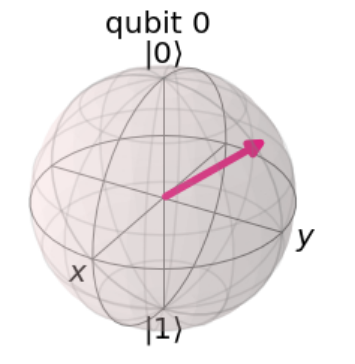 qubit 0
|0⟩
x
y
|1⟩